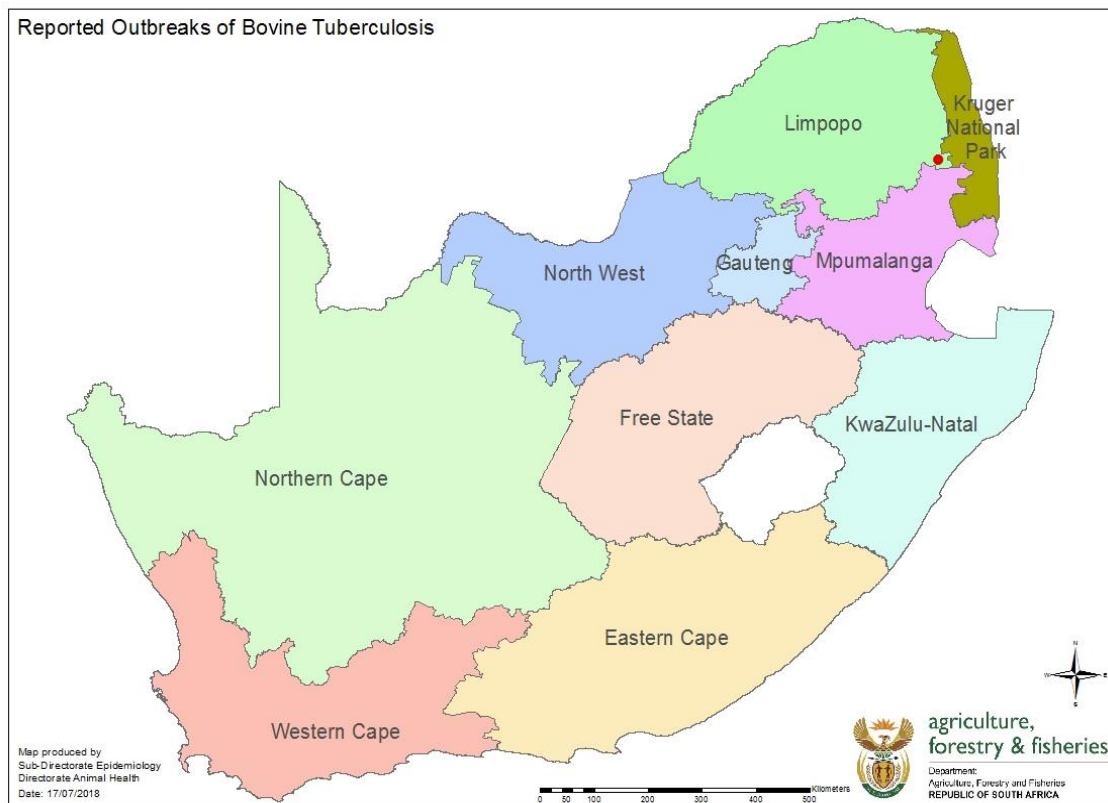 Reported Outbreaks of Bovine Tuberculosis
Limpopo
Kruger
National
Park
North West
Gauteng
Mpumalanga
Free State
KwaZulu-Natal
Northern Cape
Eastern Cape
Western Cape
N
W
E
S
Map produced by
Sub-Directorate Epidemiology
Directorate Animal Health
Date: 17/07/2018
Kilometers
0 50 100 200 300 400 500
agriculture,
forestry & fisheries
Department:
Agriculture, Forestry and Fisheries
REPUBLIC OF SOUTH AFRICA